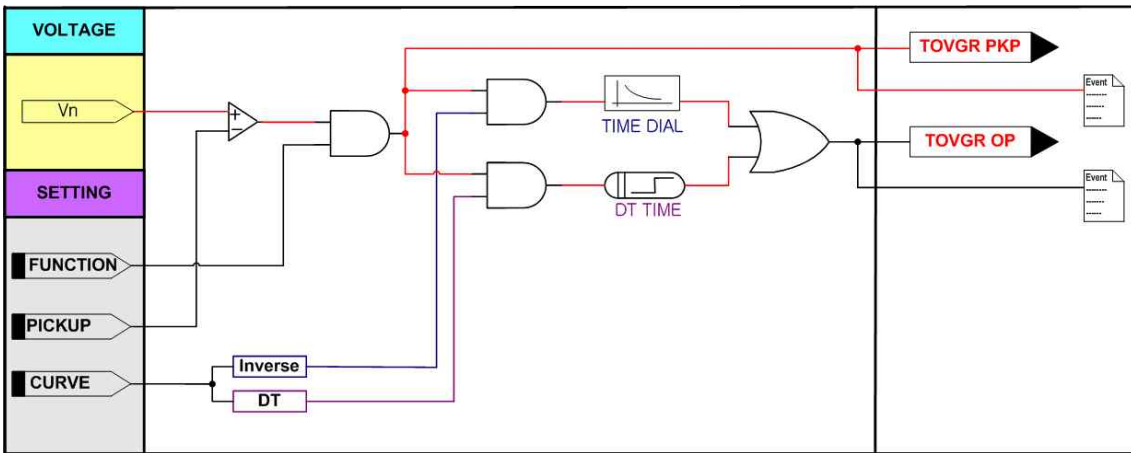 VOLTAGE
Vn
SETTING
FUNCTION
PICKUP
CURVE
Inverse
DT
TIME DIAL
DT TIME
TOVGR PKP
Event
TOVGR OP
Event